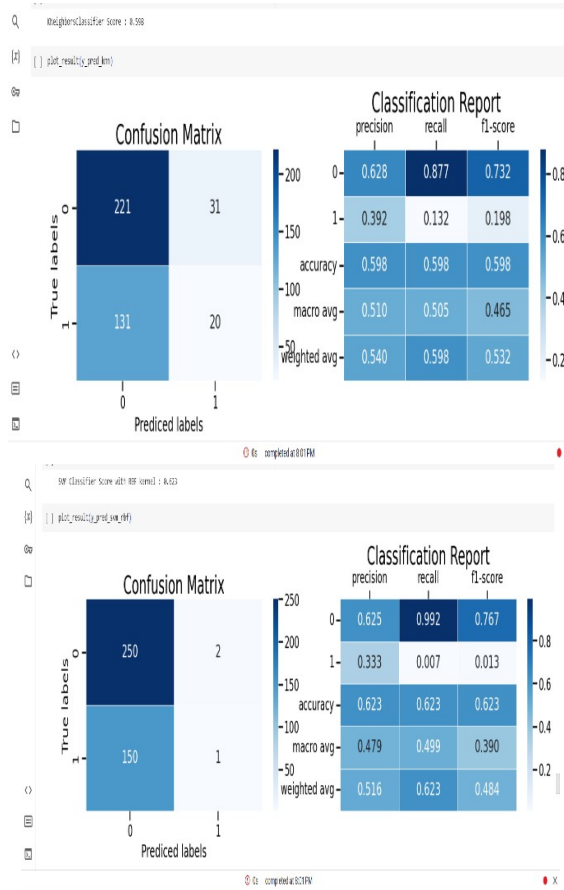 KNeighborsClassifier Score : 0.598
[ ] plot_result(y_pred_knn)
Confusion Matrix
Classification Report
precision recall f1-score
0 0.628 0.877 0.732
1 0.392 0.132 0.198
accuracy 0.598 0.598 0.598
macro avg 0.510 0.505 0.465
weighted avg 0.540 0.598 0.532
True labels
0 221 31
1 131 20
0 1
Prediced labels
200
150
100
50
0.8
0.6
0.4
0.2
0s completed at 8:01 PM
SVM Classifier Score with RBF kernel : 0.623
[ ] plot_result(y_pred_svm_rbf)
Confusion Matrix
Classification Report
precision recall f1-score
0 0.625 0.992 0.767
1 0.333 0.007 0.013
accuracy 0.623 0.623 0.623
macro avg 0.479 0.499 0.390
weighted avg 0.516 0.623 0.484
True labels
0 250 2
1 150 1
0 1
Prediced labels
250
200
150
100
50
0.8
0.6
0.4
0.2
0s completed at 8:01 PM